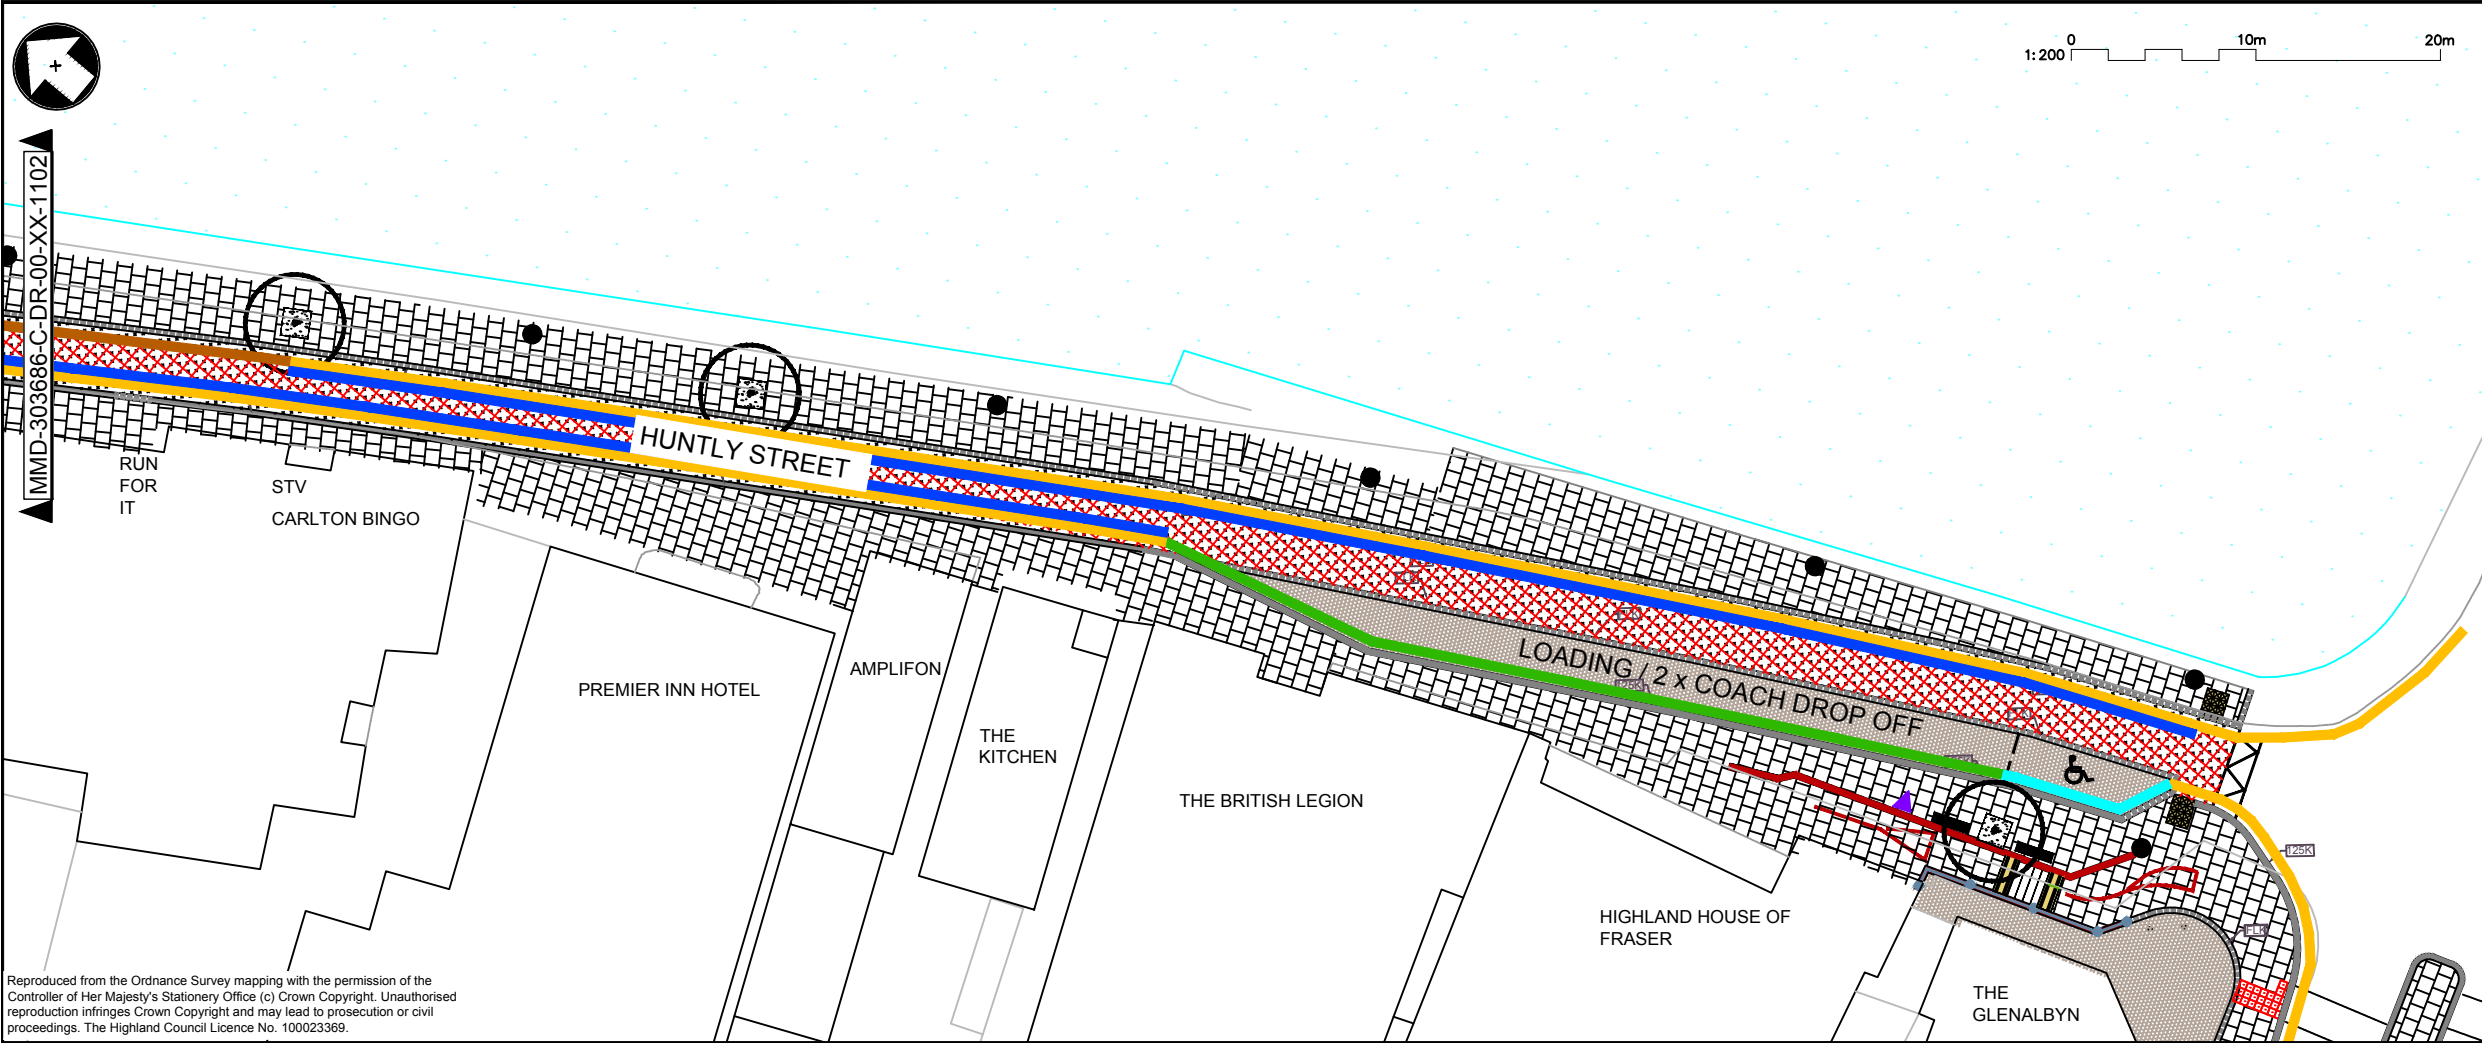 0
10m
20m
1:200
MMD-303686-C-DR-00-XX-1102
RUN
FOR
IT
STV
CARLTON BINGO
HUNTLY STREET
PREMIER INN HOTEL
AMPLIFON
THE
KITCHEN
THE BRITISH LEGION
LOADING / 2 x COACH DROP OFF
HIGHLAND HOUSE OF
FRASER
THE
GLENALBYN
125K
FLK
Reproduced from the Ordnance Survey mapping with the permission of the
Controller of Her Majesty's Stationery Office (c) Crown Copyright. Unauthorised
reproduction infringes Crown Copyright and may lead to prosecution or civil
proceedings. The Highland Council Licence No. 100023369.